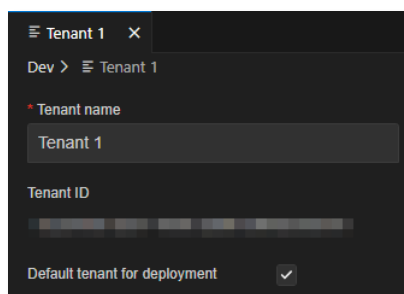 Tenant 1
Dev > Tenant 1
* Tenant name
Tenant 1
Tenant ID
Default tenant for deployment